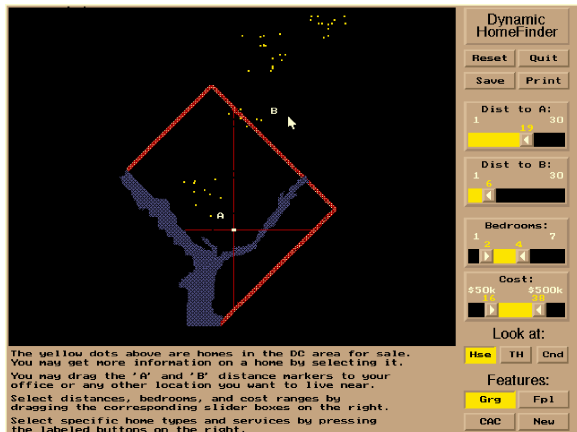 Dynamic
HomeFinder
Reset Quit
Save Print
Dist to A:
1 30
19
Dist to B:
1 30
6
Bedrooms:
1 7
2 4
Cost:
$50k $500k
16 38
Look at:
Hse TH Cnd
Features:
Grg Fpl
CAC New
B
A
The yellow dots above are homes in the DC area for sale.
You may get more information on a home by selecting it.
You may drag the 'A' and 'B' distance markers to your
office or any other location you want to live near.
Select distances, bedrooms, and cost ranges by
dragging the corresponding slider boxes on the right.
Select specific home types and services by pressing
the labeled buttons on the right.